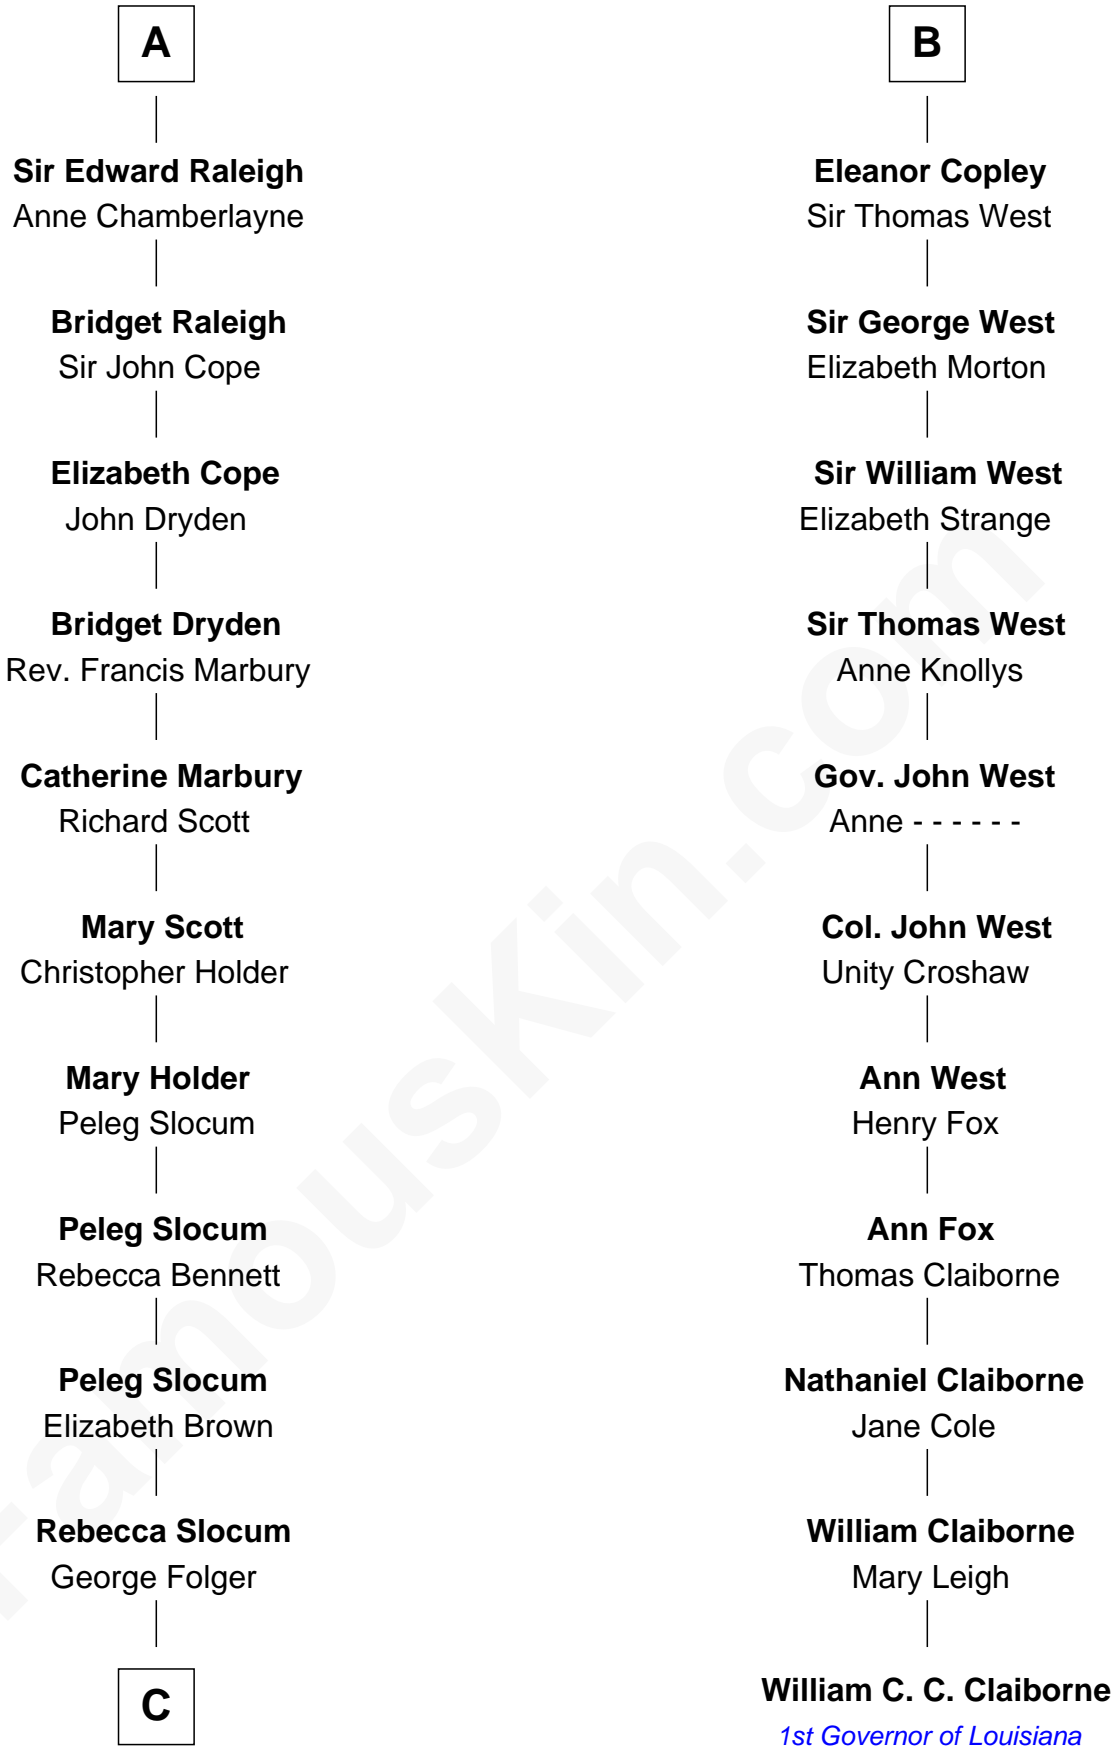 A
Sir Edward Raleigh
Anne Chamberlayne
Bridget Raleigh
Sir John Cope
Elizabeth Cope
John Dryden
Bridget Dryden
Rev. Francis Marbury
Catherine Marbury
Richard Scott
Mary Scott
Christopher Holder
Mary Holder
Peleg Slocum
Peleg Slocum
Rebecca Bennett
Peleg Slocum
Elizabeth Brown
Rebecca Slocum
George Folger
C
B
Eleanor Copley
Sir Thomas West
Sir George West
Elizabeth Morton
Sir William West
Elizabeth Strange
Sir Thomas West
Anne Knollys
Gov. John West
Anne - - - - - -
Col. John West
Unity Croshaw
Ann West
Henry Fox
Ann Fox
Thomas Claiborne
Nathaniel Claiborne
Jane Cole
William Claiborne
Mary Leigh
William C. C. Claiborne
1st Governor of Louisiana
FamousKin.com